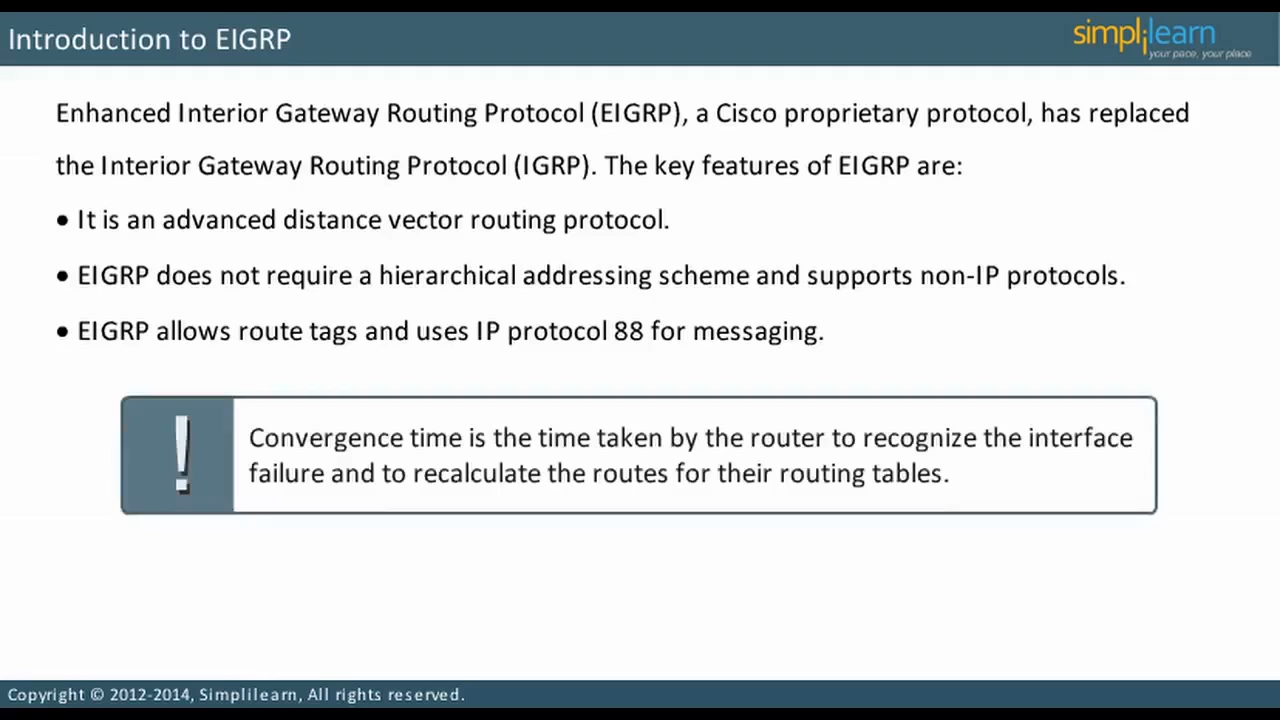 Introduction to EIGRP
simplilearn
your pace, your place
Enhanced Interior Gateway Routing Protocol (EIGRP), a Cisco proprietary protocol, has replaced
the Interior Gateway Routing Protocol (IGRP). The key features of EIGRP are:
• It is an advanced distance vector routing protocol.
• EIGRP does not require a hierarchical addressing scheme and supports non-IP protocols.
• EIGRP allows route tags and uses IP protocol 88 for messaging.
!
Convergence time is the time taken by the router to recognize the interface
failure and to recalculate the routes for their routing tables.
Copyright © 2012-2014, Simplilearn, All rights reserved.